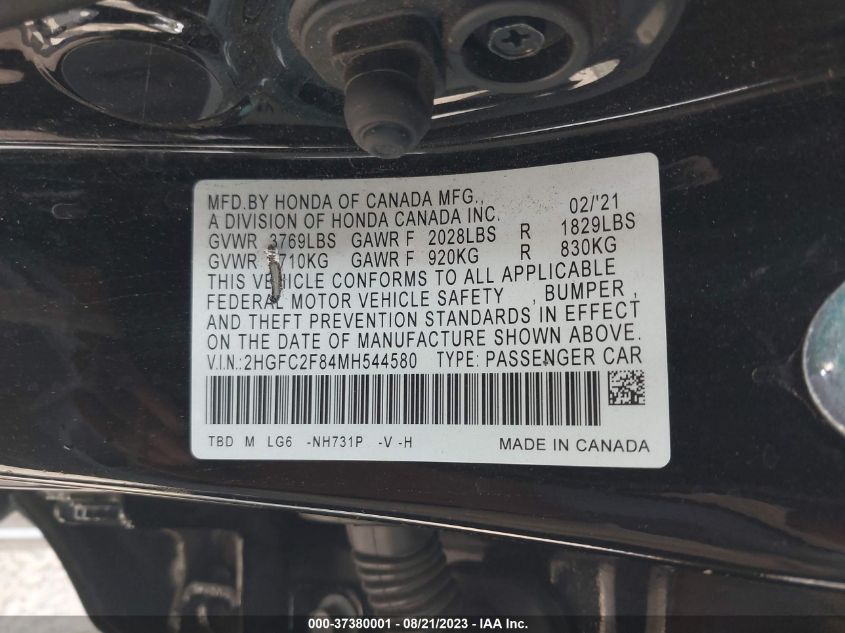 MFD.BY HONDA OF CANADA MFG., 02/'21
A DIVISION OF HONDA CANADA INC.
GVWR 3769LBS GAWR F 2028LBS R 1829LBS
GVWR 1710KG GAWR F 920KG R 830KG
THIS VEHICLE CONFORMS TO ALL APPLICABLE
FEDERAL MOTOR VEHICLE SAFETY , BUMPER ,
AND THEFT PREVENTION STANDARDS IN EFFECT
ON THE DATE OF MANUFACTURE SHOWN ABOVE.
V.I.N.:2HGFC2F84MH544580 TYPE: PASSENGER CAR
TBD M LG6 -NH731P -V -H MADE IN CANADA
000-37380001 - 08/21/2023 - IAA Inc.